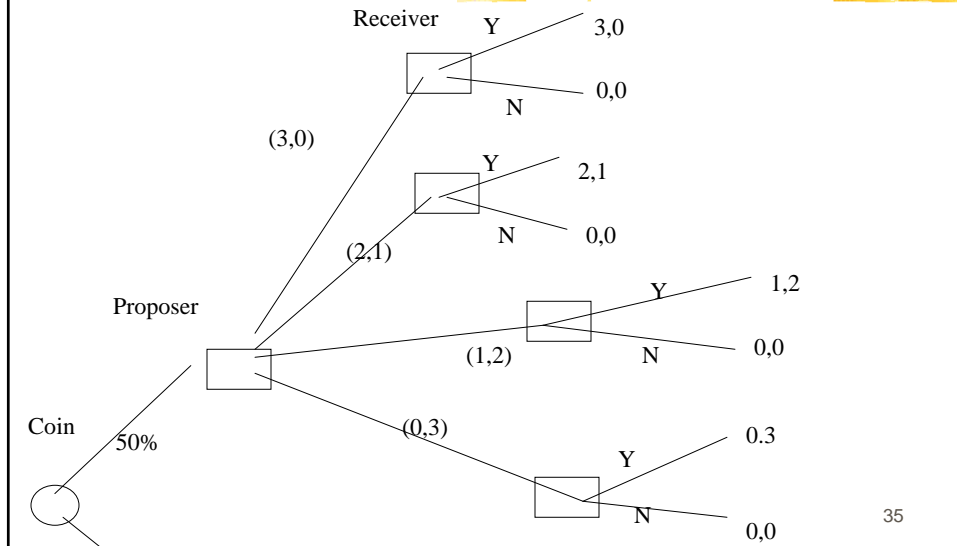 Receiver
Y
3,0
0,0
N
(3,0)
Y
2,1
N
0,0
(2,1)
Proposer
Y
1,2
(1,2)
N
0,0
Coin
50%
(0,3)
0.3
Y
N
0,0
35